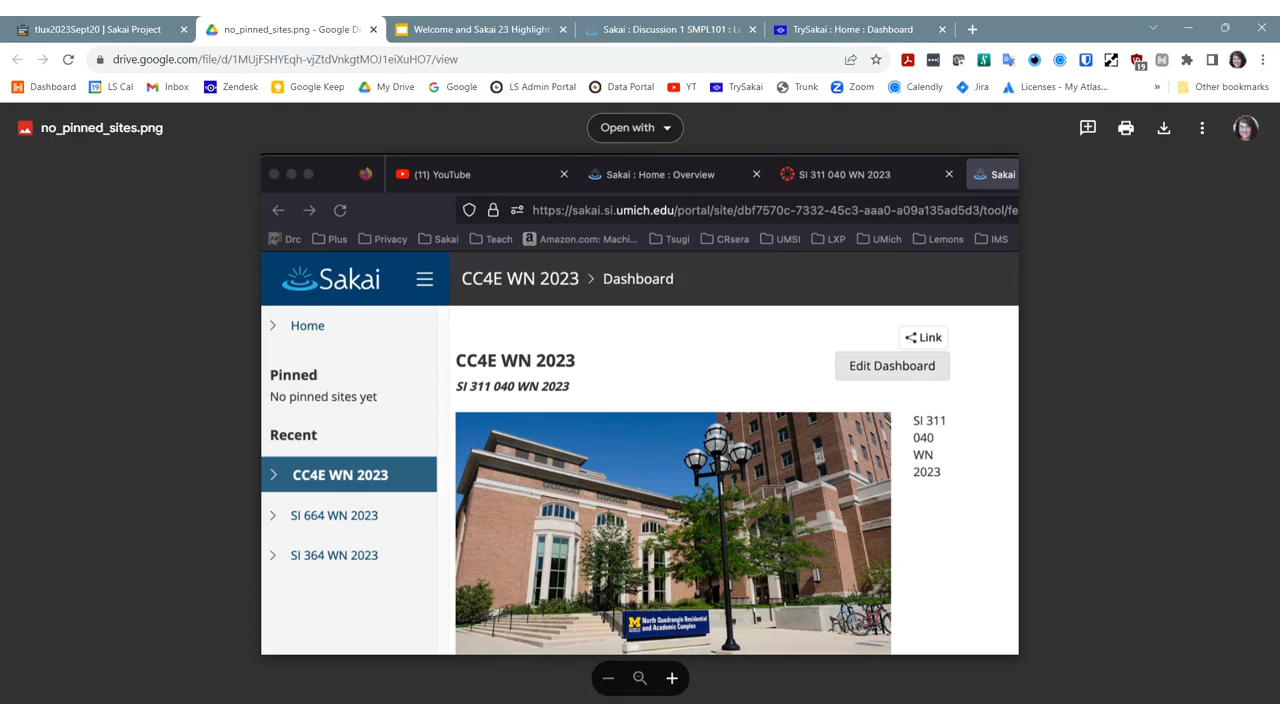 tlux2023Sept20 | Sakai Project
no_pinned_sites.png - Google Dr
Welcome and Sakai 23 Highlight
Sakai : Discussion 1 SMPL101 : Le
TrySakai : Home : Dashboard
drive.google.com/file/d/1MUjFSHYEqh-vjZtdVnkgtMOJ1eiXuHO7/view
19
Dashboard
LS Cal
Inbox
Zendesk
Google Keep
My Drive
Google
LS Admin Portal
Data Portal
YT
TrySakai
Trunk
Zoom
Calendly
Jira
Licenses - My Atlas...
»
Other bookmarks
no_pinned_sites.png
Open with
(11) YouTube
Sakai : Home : Overview
SI 311 040 WN 2023
Sakai
https://sakai.si.umich.edu/portal/site/dbf7570c-7332-45c3-aaa0-a09a135ad5d3/tool/fe
Drc
Plus
Privacy
Sakai
Teach
Amazon.com: Machi...
Tsugi
CRsera
UMSI
LXP
UMich
Lemons
IMS
Sakai
CC4E WN 2023 > Dashboard
Home
Pinned
No pinned sites yet
Recent
CC4E WN 2023
SI 664 WN 2023
SI 364 WN 2023
Link
Edit Dashboard
CC4E WN 2023
SI 311 040 WN 2023
SI 311
040
WN
2023
M North Quadrangle Residential
and Academic Complex